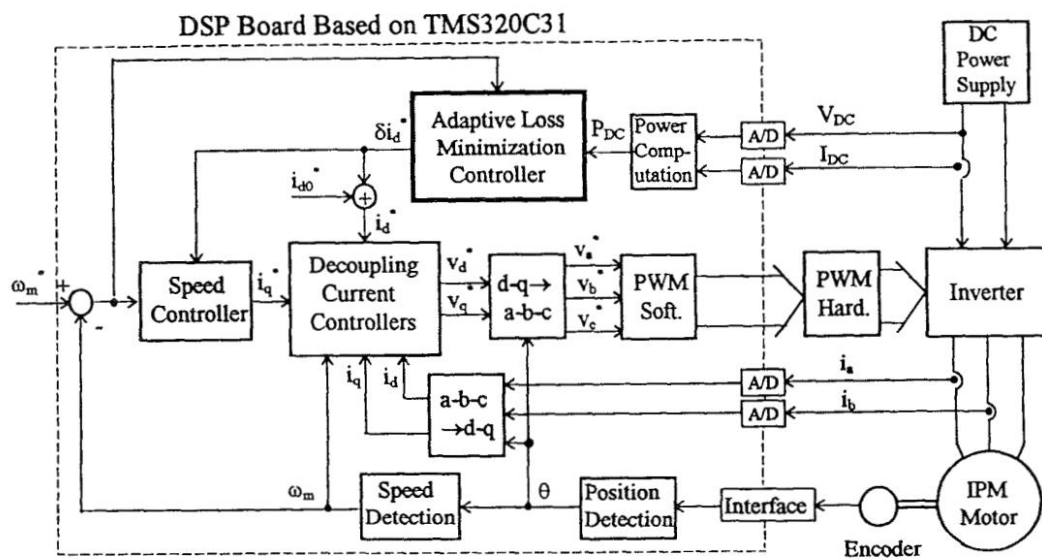 DSP Board Based on TMS320C31
DC
Power
Supply
Adaptive Loss
Minimization
Controller
δi_d*
P_DC
Power
Comp-
utation
A/D
V_DC
A/D
I_DC
i_d0*
+
i_d*
ω_m*
+
-
Speed
Controller
i_q*
Decoupling
Current
Controllers
v_d*
v_q*
d-q→
a-b-c
v_a*
v_b*
v_c*
PWM
Soft.
PWM
Hard.
Inverter
i_q
i_d
a-b-c
→d-q
A/D
i_a
A/D
i_b
ω_m
Speed
Detection
θ
Position
Detection
Interface
Encoder
IPM
Motor